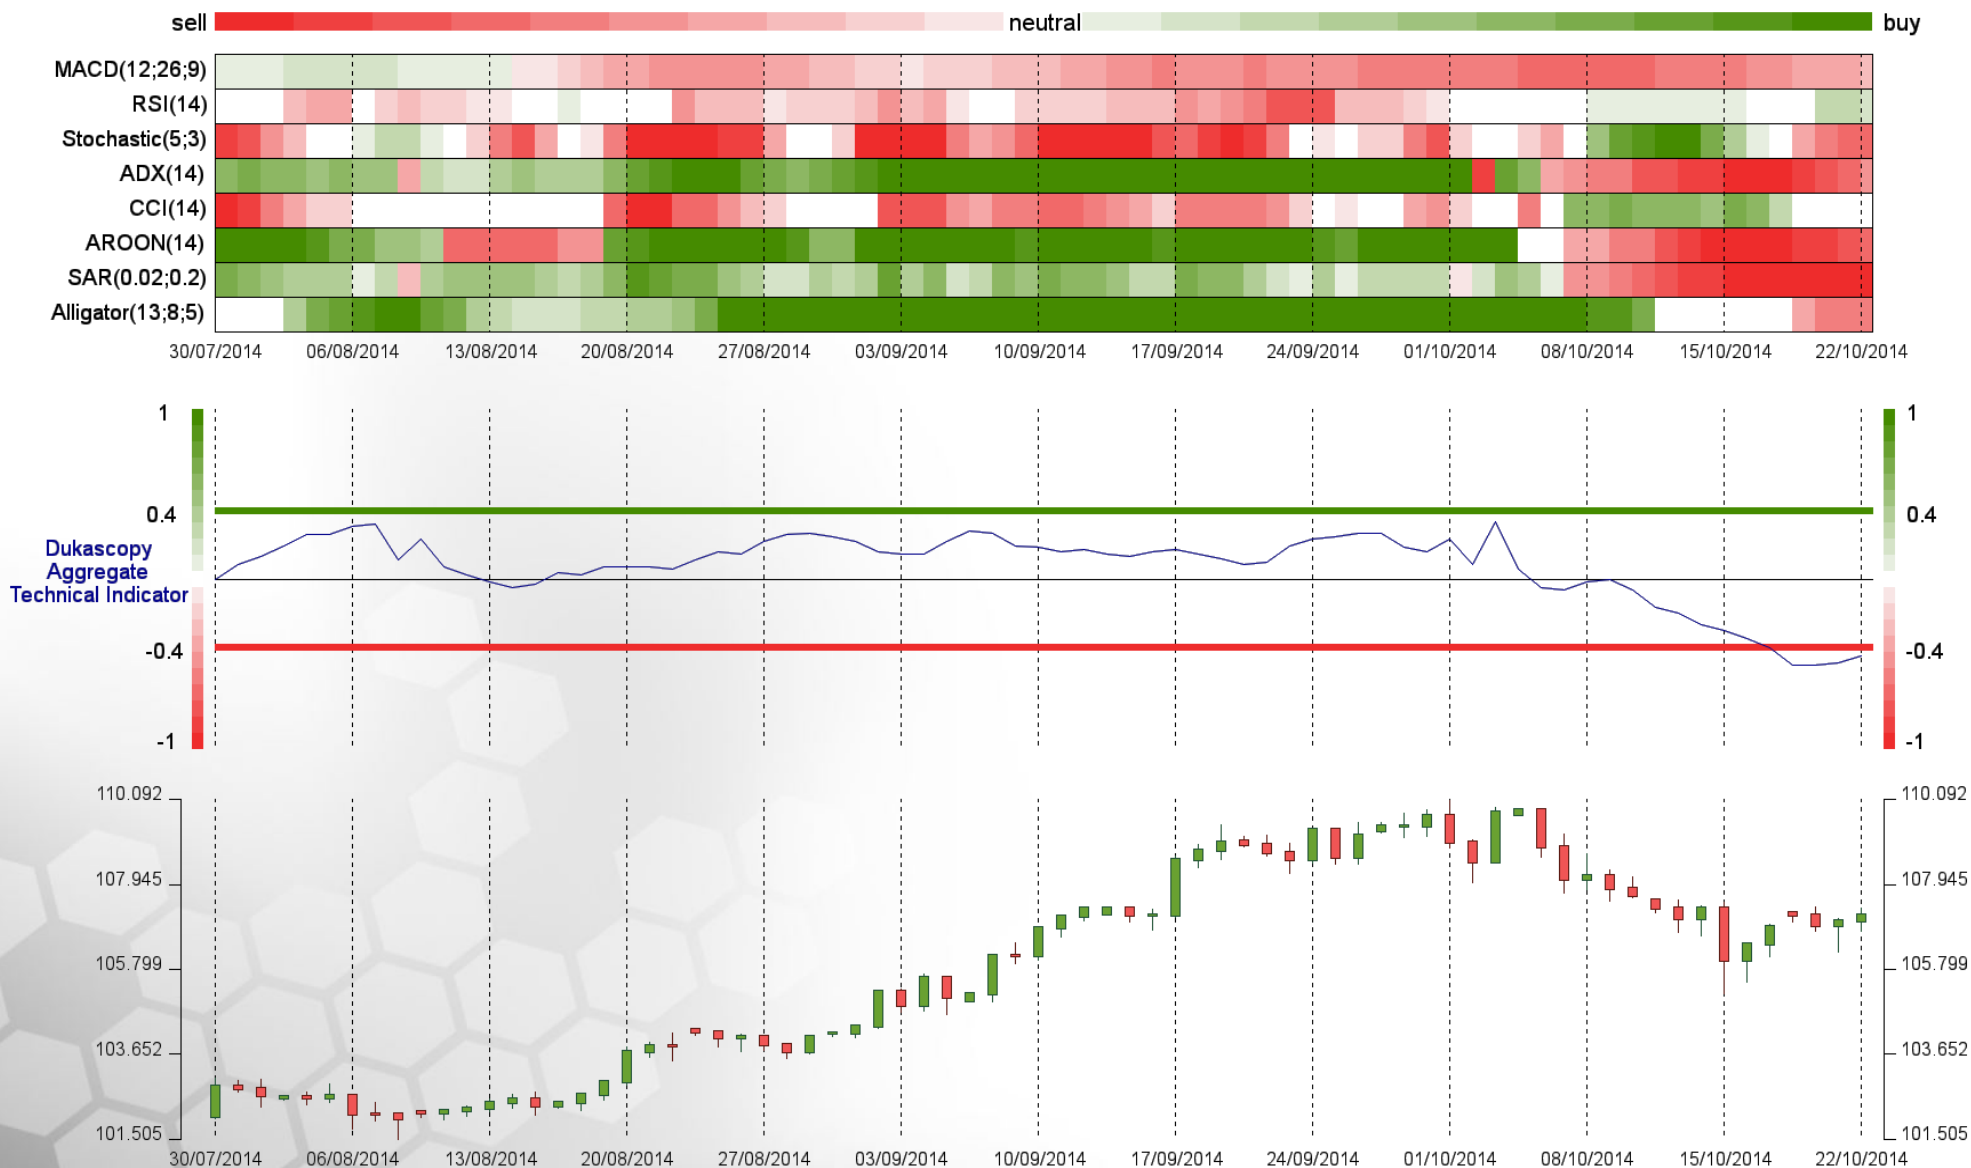 sell neutral buy
MACD(12;26;9)
RSI(14)
Stochastic(5;3)
ADX(14)
CCI(14)
AROON(14)
SAR(0.02;0.2)
Alligator(13;8;5)
30/07/2014 06/08/2014 13/08/2014 20/08/2014 27/08/2014 03/09/2014 10/09/2014 17/09/2014 24/09/2014 01/10/2014 08/10/2014 15/10/2014 22/10/2014
1 1
0.4 0.4
Dukascopy
Aggregate
Technical Indicator
-0.4 -0.4
-1 -1
110.092 110.092
107.945 107.945
105.799 105.799
103.652 103.652
101.505 101.505
30/07/2014 06/08/2014 13/08/2014 20/08/2014 27/08/2014 03/09/2014 10/09/2014 17/09/2014 24/09/2014 01/10/2014 08/10/2014 15/10/2014 22/10/2014